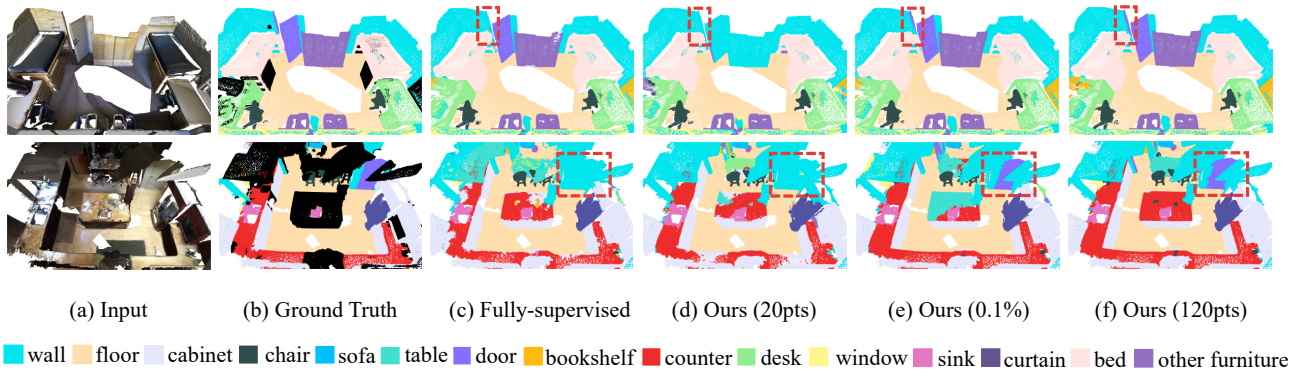 (a) Input (b) Ground Truth (c) Fully-supervised (d) Ours (20pts) (e) Ours (0.1%) (f) Ours (120pts)
wall floor cabinet chair sofa table door bookshelf counter desk window sink curtain bed other furniture